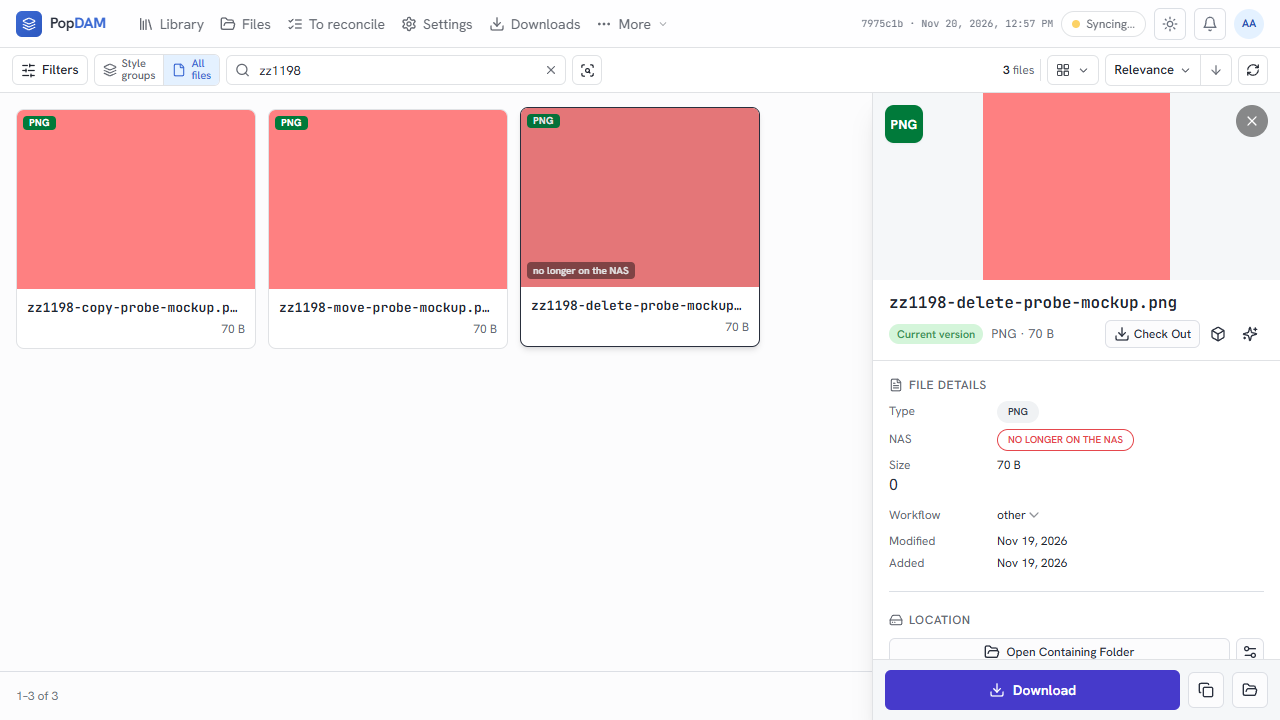 PopDAM
Library
Files
To reconcile
Settings
Downloads
More
7975c1b · Nov 20, 2026, 12:57 PM
Syncing...
AA
Filters
Style groups
All files
zz1198
3 files
Relevance
PNG
zz1198-copy-probe-mockup.p...
70 B
PNG
zz1198-move-probe-mockup.p...
70 B
PNG
no longer on the NAS
zz1198-delete-probe-mockup...
70 B
1–3 of 3
PNG
zz1198-delete-probe-mockup.png
Current version
PNG · 70 B
Check Out
FILE DETAILS
Type PNG
NAS NO LONGER ON THE NAS
Size 70 B
0
Workflow other
Modified Nov 19, 2026
Added Nov 19, 2026
LOCATION
Open Containing Folder
Download